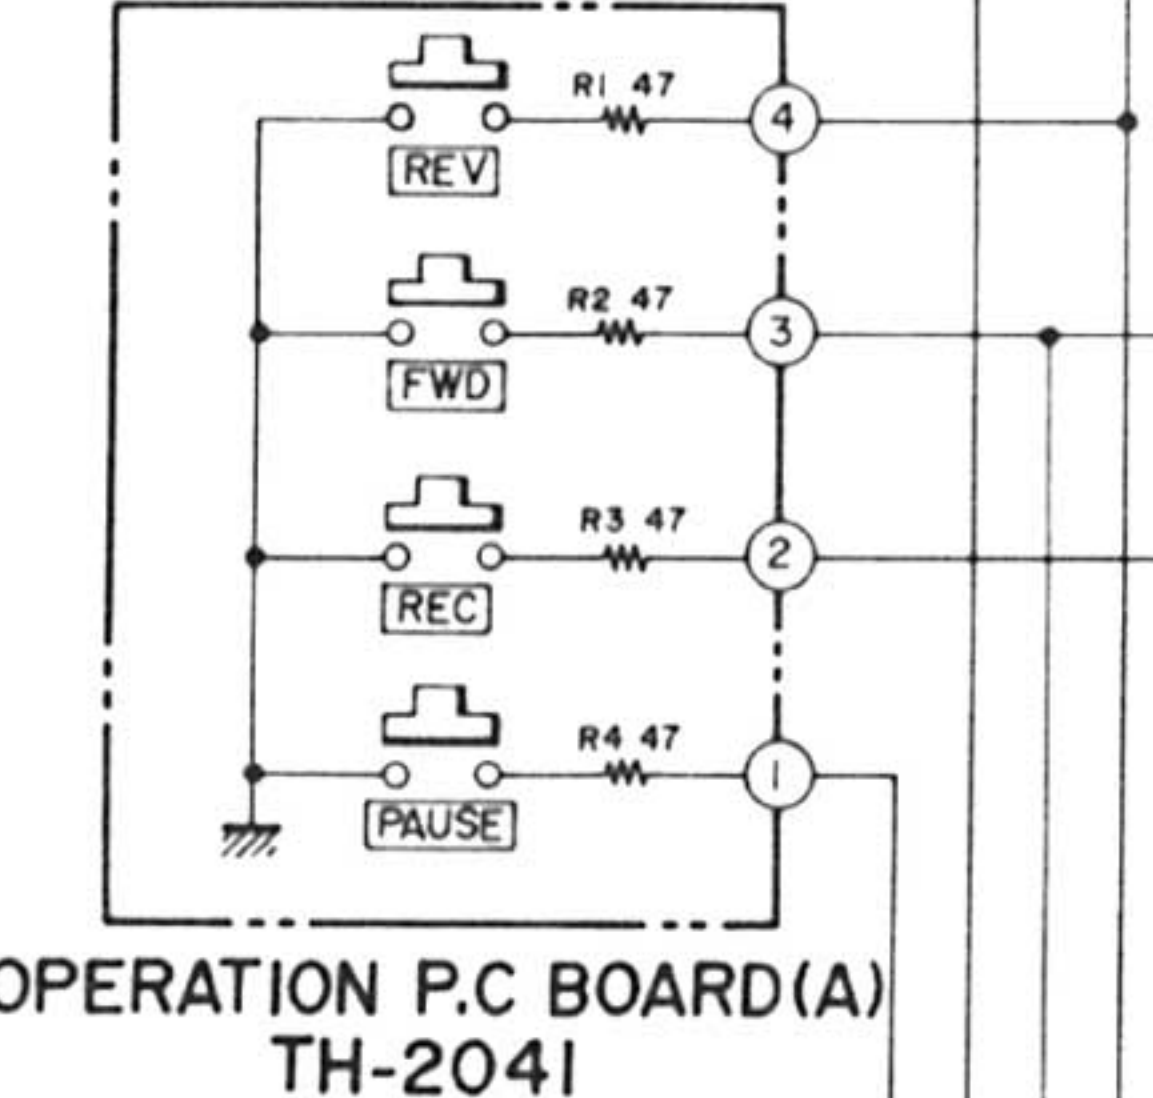 R1 47
4
REV
R2 47
3
FWD
R3 47
2
REC
R4 47
1
PAUSE
OPERATION P.C BOARD(A)
TH-2041